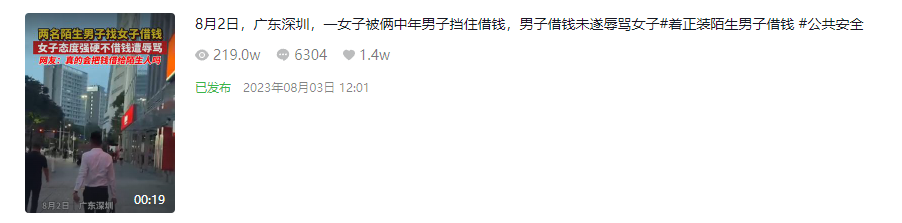 两名陌生男子找女子借钱
女子态度强硬不借钱遭辱骂
网友：真的会把钱借给陌生人吗
8月2日 广东深圳
00:19
8月2日，广东深圳，一女子被俩中年男子挡住借钱，男子借钱未遂辱骂女子#着正装陌生男子借钱 #公共安全
219.0w 6304 1.4w
已发布 2023年08月03日 12:01